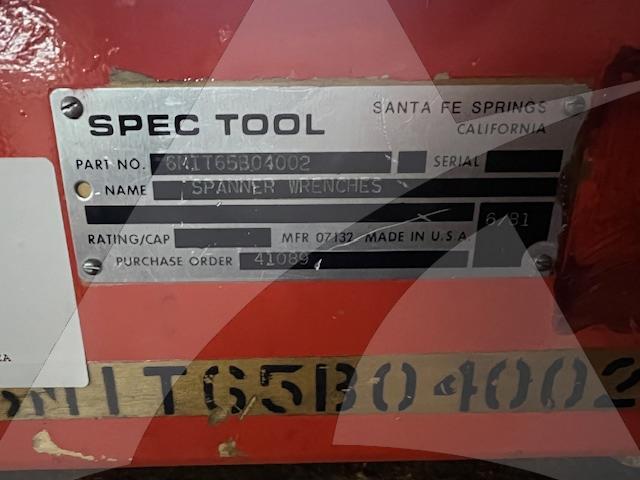 SPEC TOOL
SANTA FE SPRINGS
CALIFORNIA
PART NO. 6MIT65B04002 SERIAL
NAME SPANNER WRENCHES
6/81
RATING/CAP MFR 07132 MADE IN U.S.A.
PURCHASE ORDER 41089
6MIT65B04002